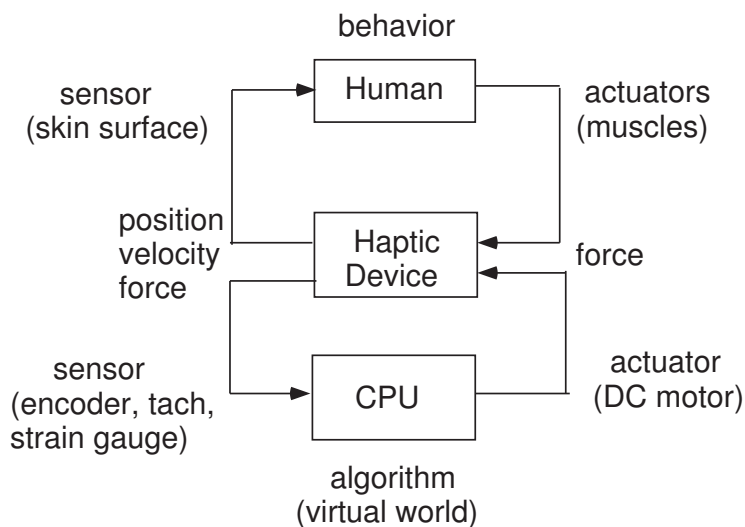 behavior
sensor
(skin surface)
Human
actuators
(muscles)
position
velocity
force
Haptic
Device
force
sensor
(encoder, tach,
strain gauge)
CPU
actuator
(DC motor)
algorithm
(virtual world)